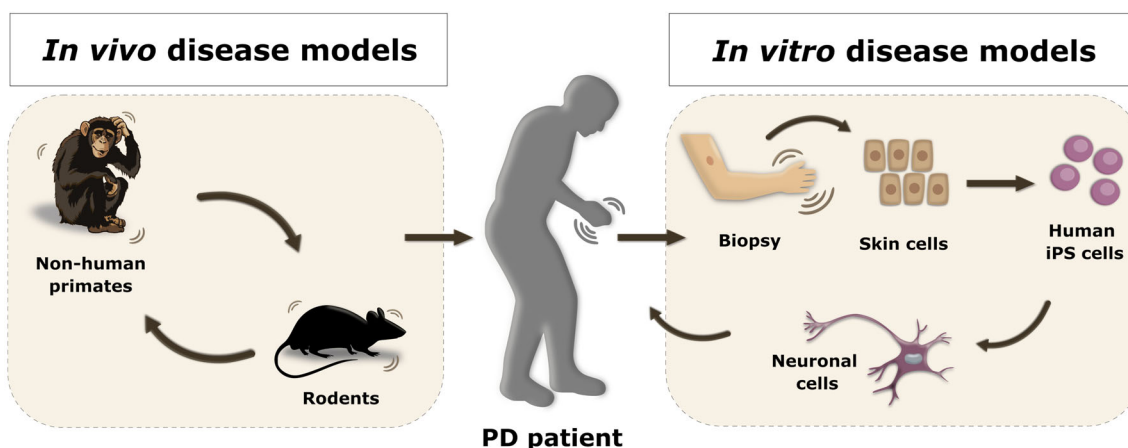 In vivo disease models
In vitro disease models
Non-human
primates
Rodents
PD patient
Biopsy
Skin cells
Human
iPS cells
Neuronal
cells